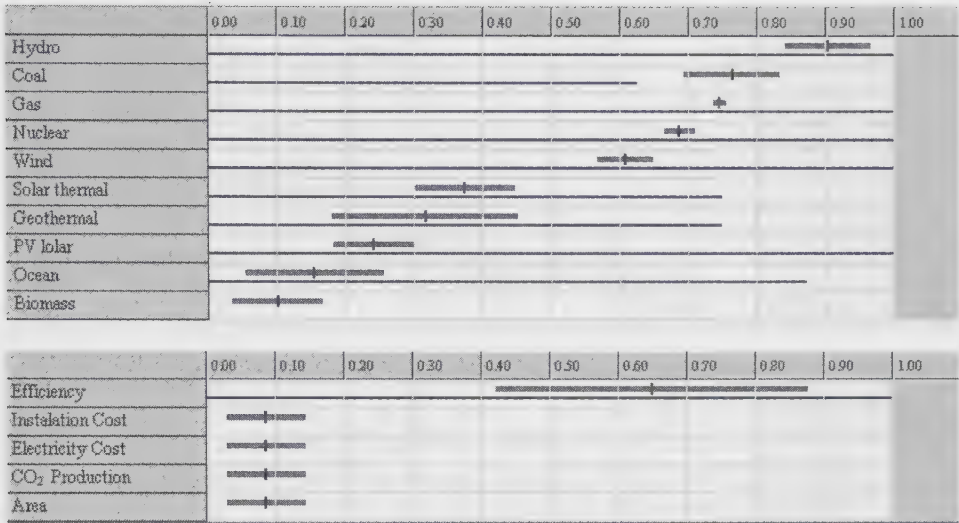 0.00 0.10 0.20 0.30 0.40 0.50 0.60 0.70 0.80 0.90 1.00
Hydro
Coal
Gas
Nuclear
Wind
Solar thermal
Geothermal
PV lolar
Ocean
Biomass
0.00 0.10 0.20 0.30 0.40 0.50 0.60 0.70 0.80 0.90 1.00
Efficiency
Instalation Cost
Electricity Cost
CO₂ Production
Area